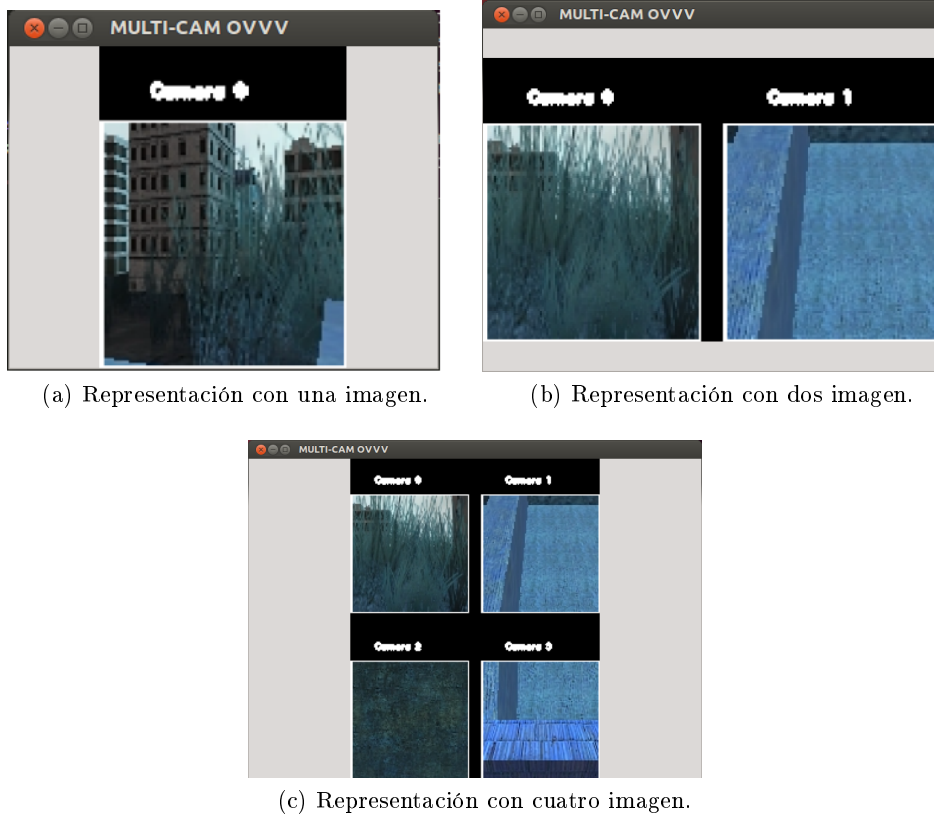 MULTI-CAM OVVV
Camera 0
MULTI-CAM OVVV
Camera 0 Camera 1
(a) Representación con una imagen.
(b) Representación con dos imagen.
MULTI-CAM OVVV
Camera 0 Camera 1
Camera 2 Camera 3
(c) Representación con cuatro imagen.